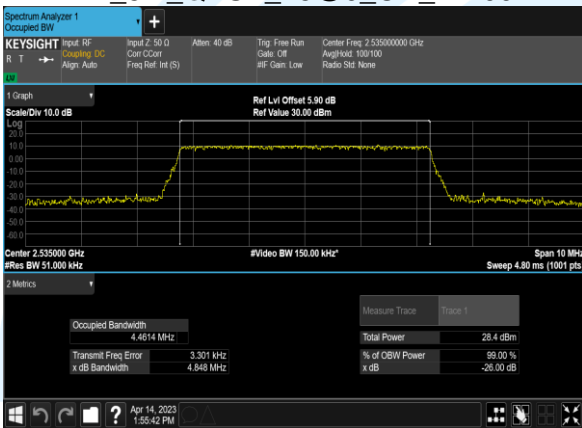 Spectrum Analyzer 1
Occupied BW
KEYSIGHT
R T
LW
Input: RF
Coupling: DC
Align: Auto
Input Z: 50 Ω
Corr CCorr
Freq Ref: Int (S)
Atten: 40 dB
Trig: Free Run
Gate: Off
#IF Gain: Low
Center Freq: 2.535000000 GHz
Avg|Hold: 100/100
Radio Std: None
1 Graph
Scale/Div 10.0 dB
Ref Lvl Offset 5.90 dB
Ref Value 30.00 dBm
Log
20.0
10.0
0.00
-10.0
-20.0
-30.0
-40.0
-50.0
-60.0
Center 2.535000 GHz
#Res BW 51.000 kHz
#Video BW 150.00 kHz*
Span 10 MHz
Sweep 4.80 ms (1001 pts
2 Metrics
Measure Trace
Trace 1
Occupied Bandwidth
4.4614 MHz
Total Power
28.4 dBm
Transmit Freq Error
3.301 kHz
% of OBW Power
99.00 %
x dB Bandwidth
4.848 MHz
x dB
-26.00 dB
?
Apr 14, 2023
1:55:42 PM